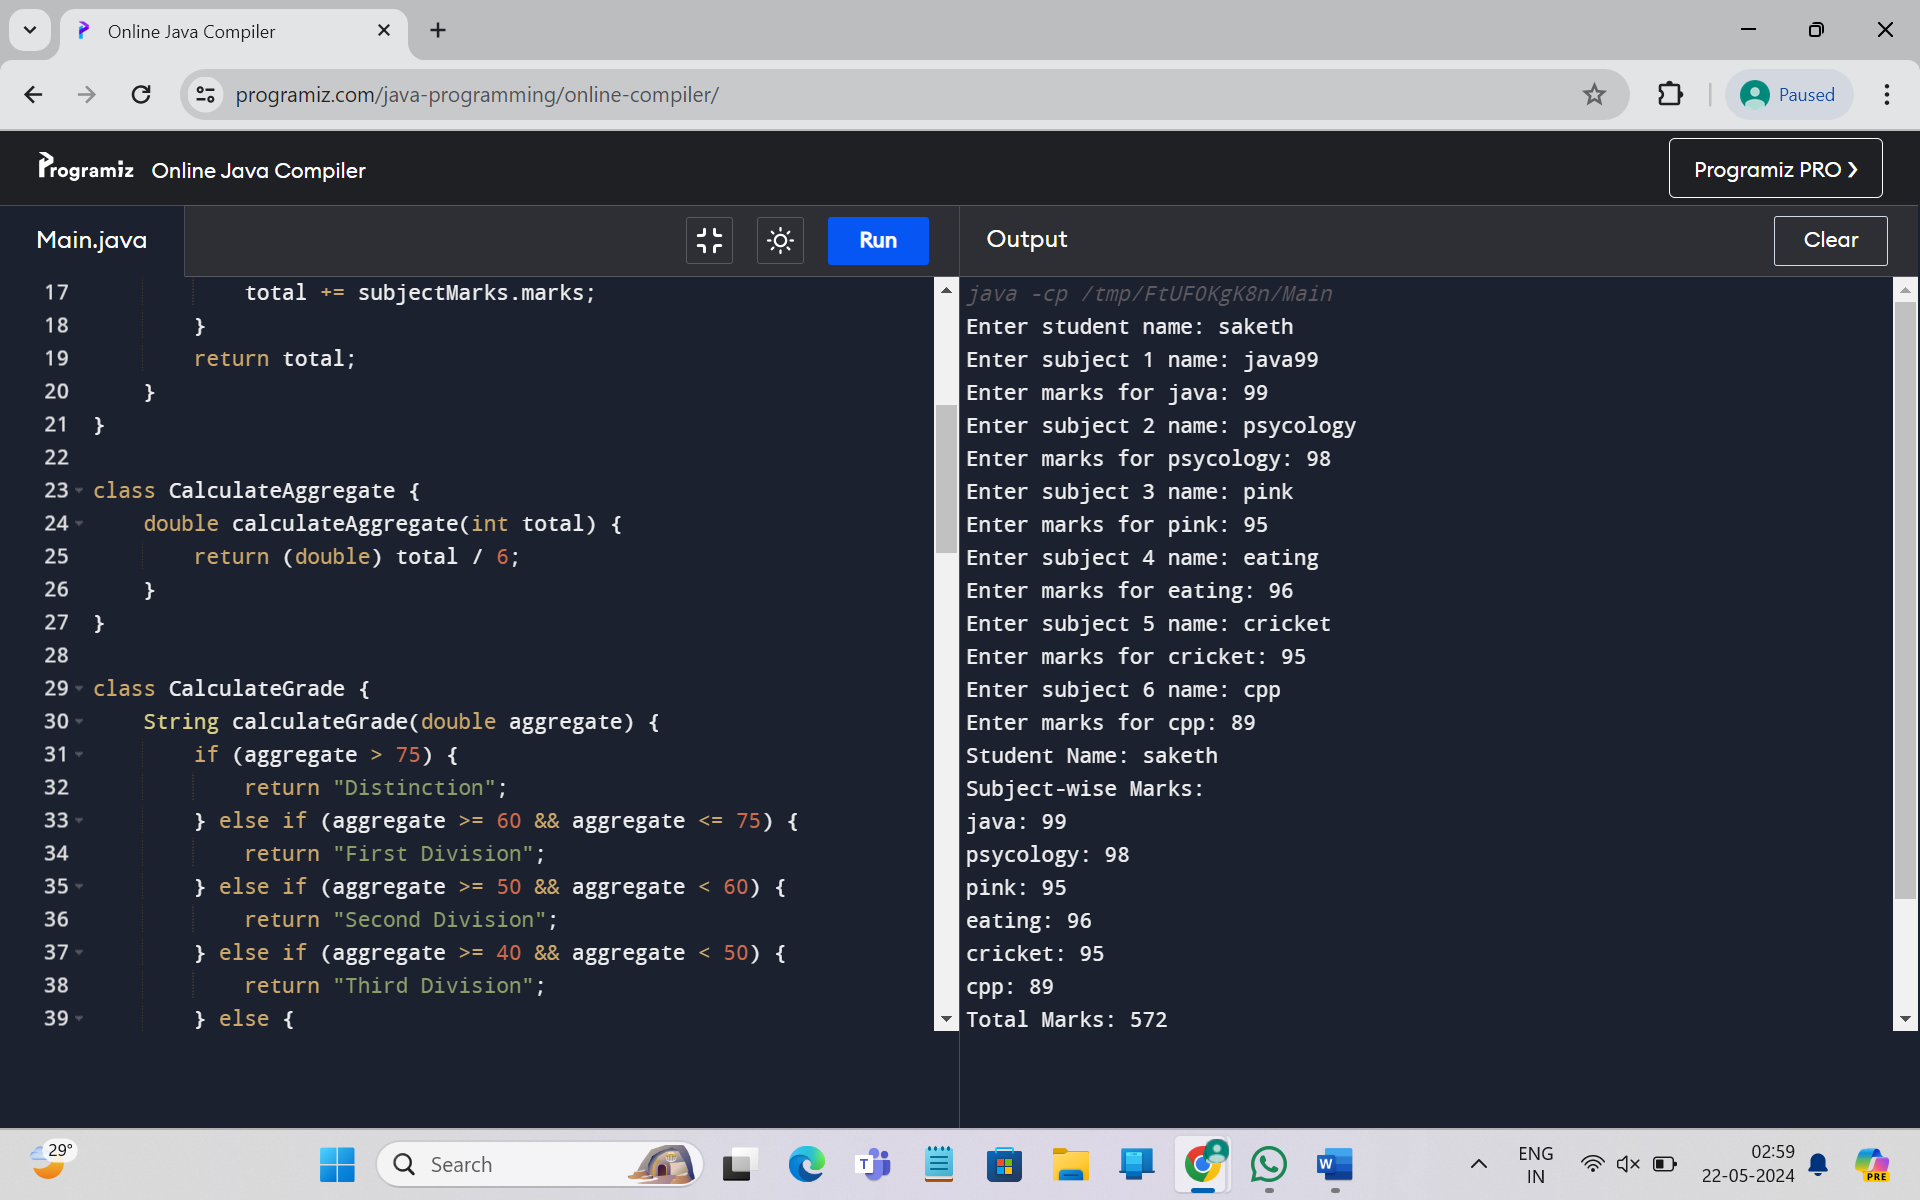 Online Java Compiler
programiz.com/java-programming/online-compiler/
Paused
Programiz Online Java Compiler
Programiz PRO ❯
Main.java
Run
Output
Clear
17 total += subjectMarks.marks;
18 }
19 return total;
20 }
21 }
22
23 class CalculateAggregate {
24 double calculateAggregate(int total) {
25 return (double) total / 6;
26 }
27 }
28
29 class CalculateGrade {
30 String calculateGrade(double aggregate) {
31 if (aggregate > 75) {
32 return "Distinction";
33 } else if (aggregate >= 60 && aggregate <= 75) {
34 return "First Division";
35 } else if (aggregate >= 50 && aggregate < 60) {
36 return "Second Division";
37 } else if (aggregate >= 40 && aggregate < 50) {
38 return "Third Division";
39 } else {
java -cp /tmp/FtUFOKgK8n/Main
Enter student name: saketh
Enter subject 1 name: java99
Enter marks for java: 99
Enter subject 2 name: psycology
Enter marks for psycology: 98
Enter subject 3 name: pink
Enter marks for pink: 95
Enter subject 4 name: eating
Enter marks for eating: 96
Enter subject 5 name: cricket
Enter marks for cricket: 95
Enter subject 6 name: cpp
Enter marks for cpp: 89
Student Name: saketh
Subject-wise Marks:
java: 99
psycology: 98
pink: 95
eating: 96
cricket: 95
cpp: 89
Total Marks: 572
29°
Search
T
W
ENG
IN
02:59
22-05-2024
PRE